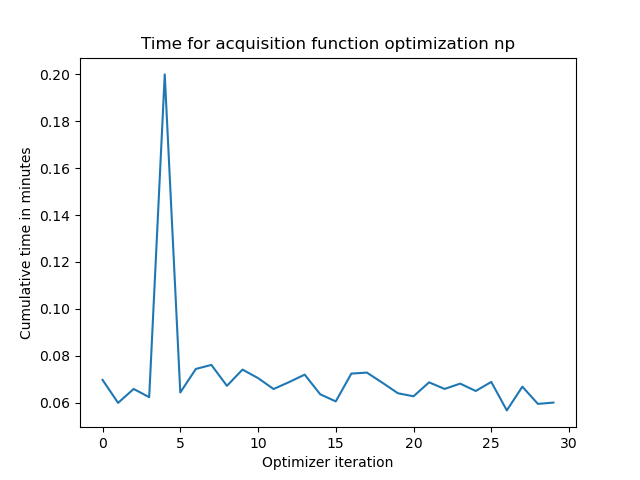 Time for acquisition function optimization np
0.20
0.18
0.16
0.14
0.12
0.10
0.08
0.06
Cumulative time in minutes
0 5 10 15 20 25 30
Optimizer iteration